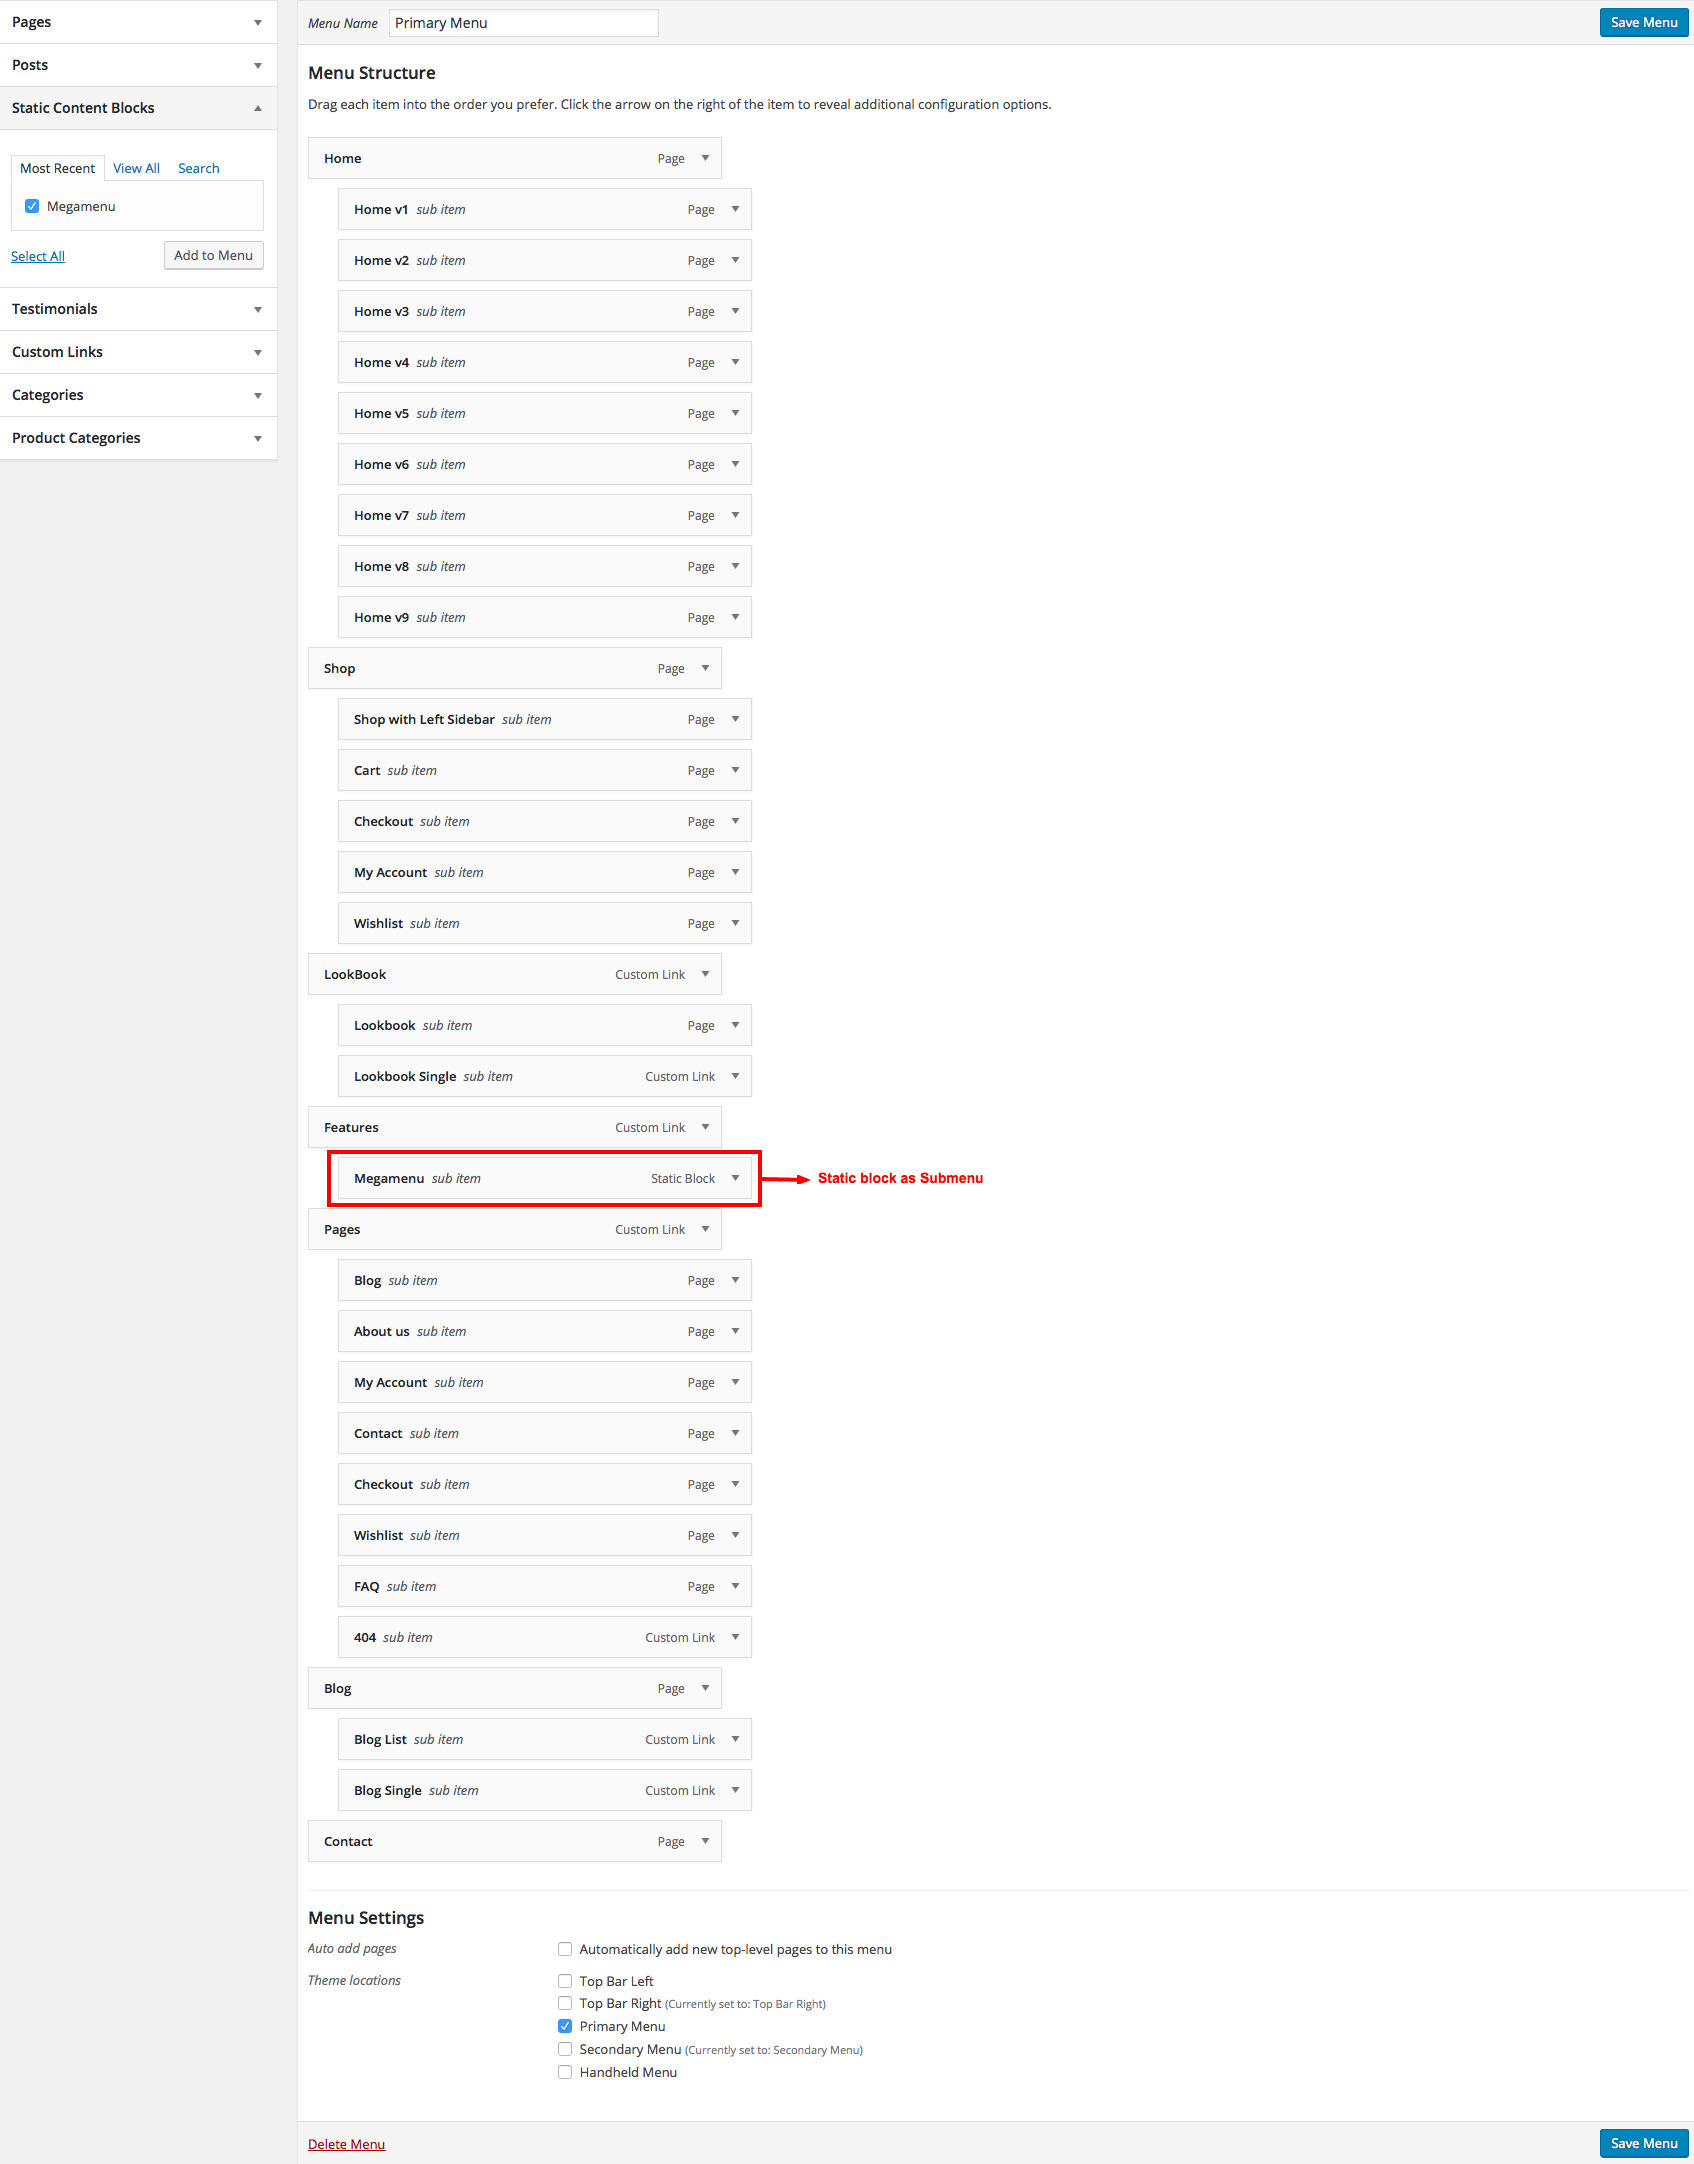 Pages
Posts
Static Content Blocks
Most Recent View All Search
Megamenu
Select All Add to Menu
Testimonials
Custom Links
Categories
Product Categories
Menu Name Primary Menu Save Menu
Menu Structure
Drag each item into the order you prefer. Click the arrow on the right of the item to reveal additional configuration options.
Home Page
Home v1 sub item Page
Home v2 sub item Page
Home v3 sub item Page
Home v4 sub item Page
Home v5 sub item Page
Home v6 sub item Page
Home v7 sub item Page
Home v8 sub item Page
Home v9 sub item Page
Shop Page
Shop with Left Sidebar sub item Page
Cart sub item Page
Checkout sub item Page
My Account sub item Page
Wishlist sub item Page
LookBook Custom Link
Lookbook sub item Page
Lookbook Single sub item Custom Link
Features Custom Link
Megamenu sub item Static Block Static block as Submenu
Pages Custom Link
Blog sub item Page
About us sub item Page
My Account sub item Page
Contact sub item Page
Checkout sub item Page
Wishlist sub item Page
FAQ sub item Page
404 sub item Custom Link
Blog Page
Blog List sub item Custom Link
Blog Single sub item Custom Link
Contact Page
Menu Settings
Auto add pages Automatically add new top-level pages to this menu
Theme locations Top Bar Left
Top Bar Right (Currently set to: Top Bar Right)
Primary Menu
Secondary Menu (Currently set to: Secondary Menu)
Handheld Menu
Delete Menu Save Menu